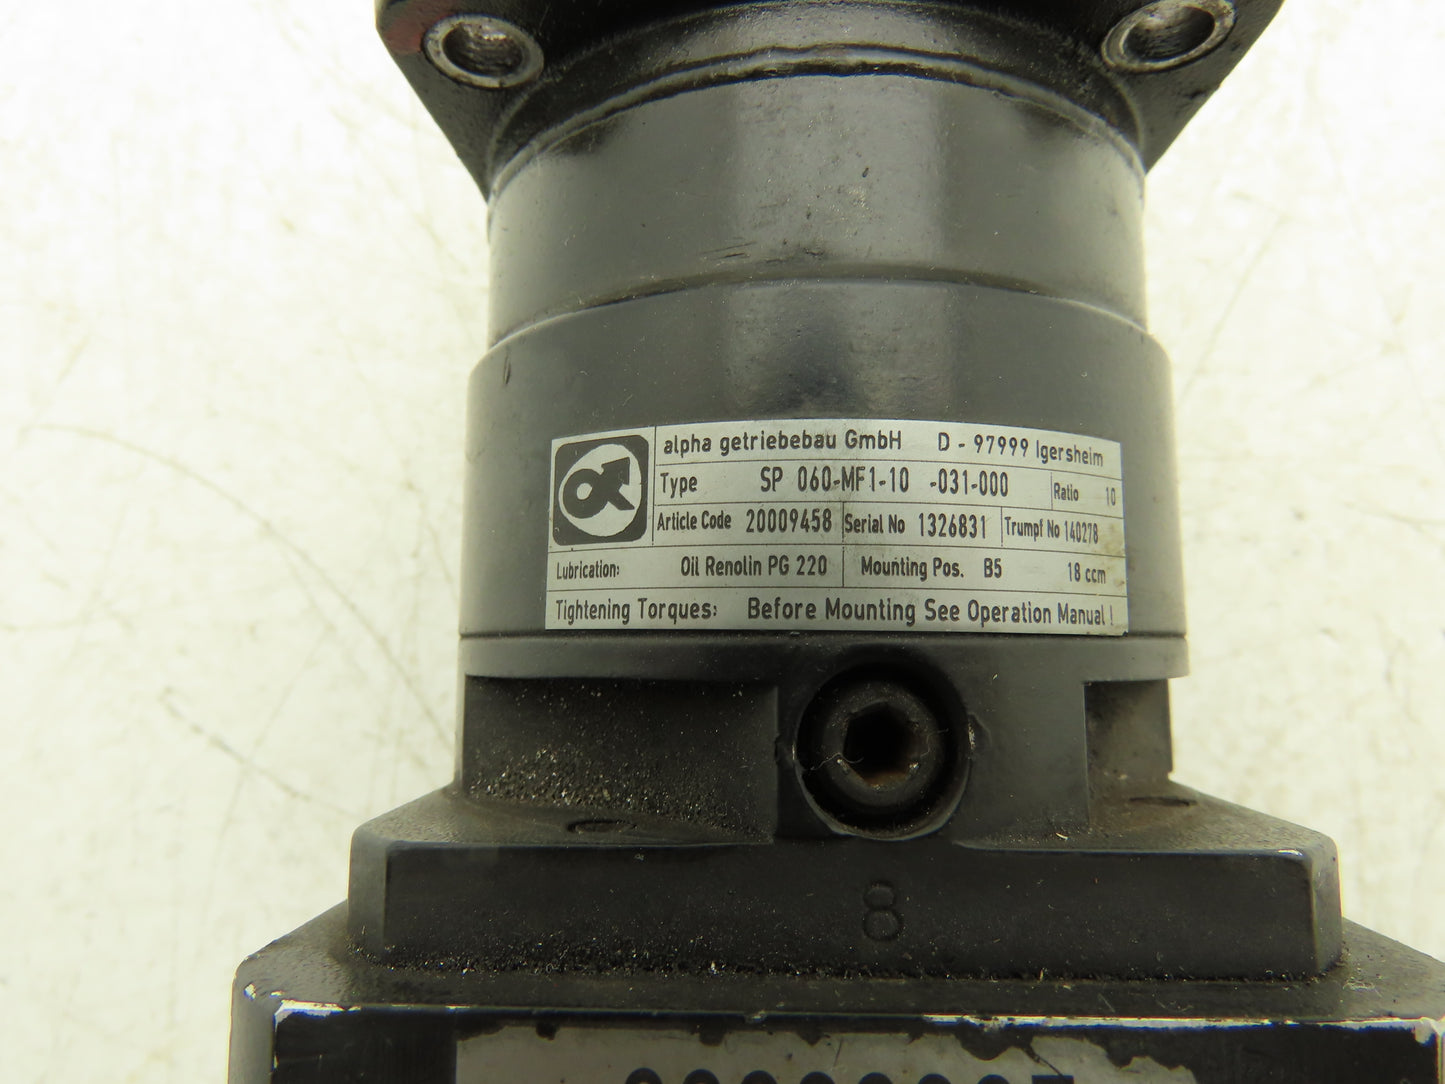 alpha getriebebau GmbH D - 97999 Igersheim
Type SP 060-MF1-10 -031-000 Ratio 10
Article Code 20009458 Serial No 1326831 Trumpf No 140278
Lubrication: Oil Renolin PG 220 Mounting Pos. B5 18 ccm
Tightening Torques: Before Mounting See Operation Manual !
8